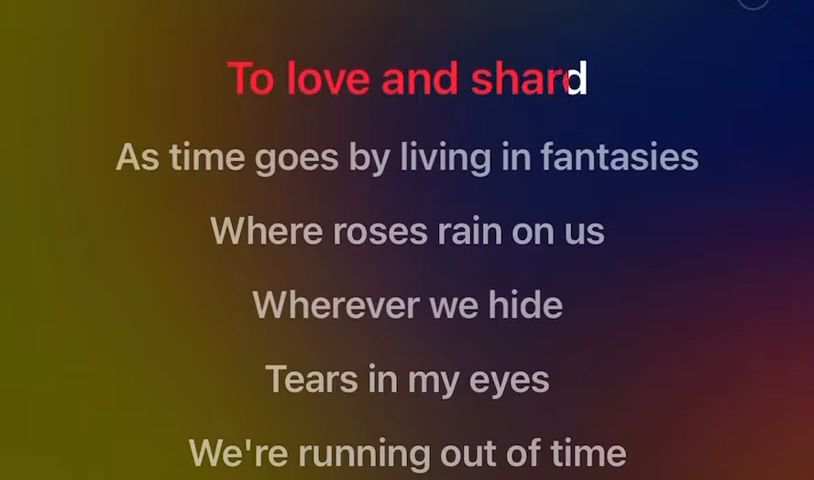 To love and shard
As time goes by living in fantasies
Where roses rain on us
Wherever we hide
Tears in my eyes
We're running out of time